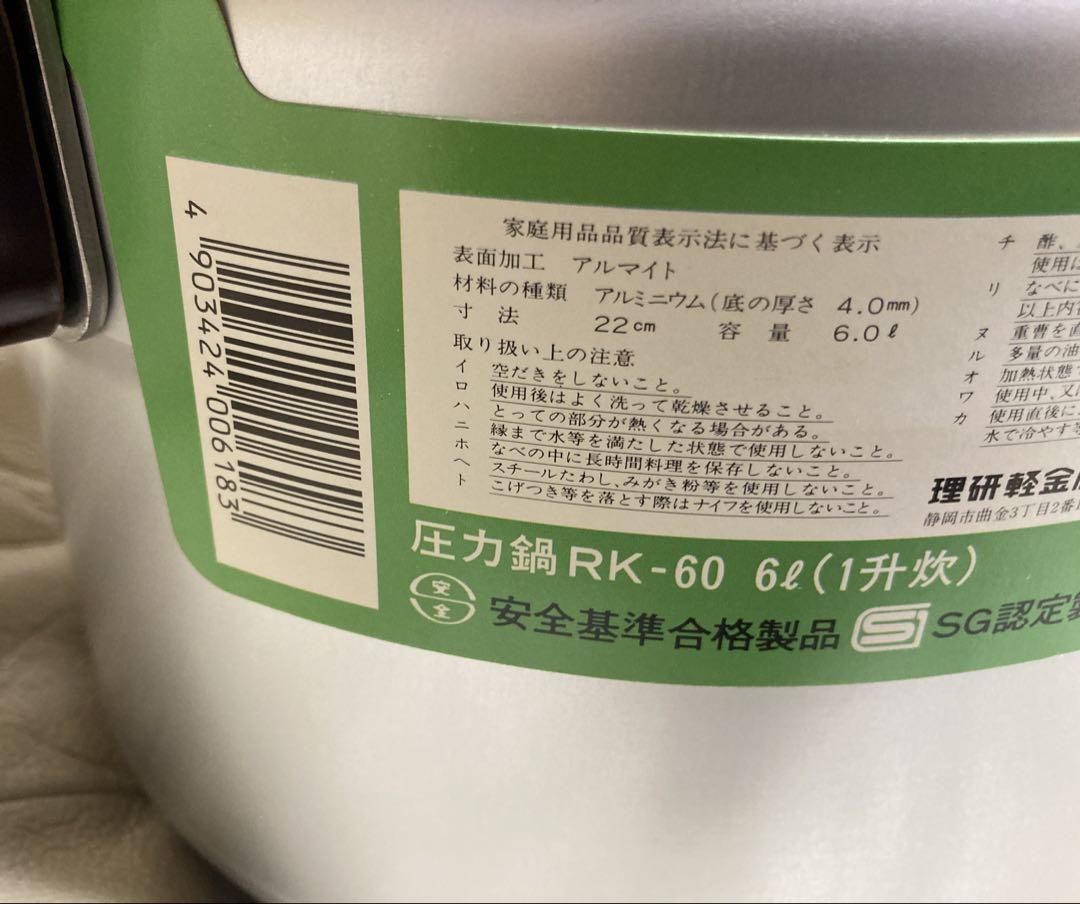 4 903424 006183
家庭用品品質表示法に基づく表示
表面加工 アルマイト
材料の種類 アルミニウム(底の厚さ 4.0㎜)
寸法 22㎝ 容量 6.0ℓ
取り扱い上の注意
イ 空だきをしないこと。
ロ 使用後はよく洗って乾燥させること。
ハ とっての部分が熱くなる場合がある。
ニ 縁まで水等を満たした状態で使用しないこと。
ホ なべの中に長時間料理を保存しないこと。
ヘ スチールたわし、みがき粉等を使用しないこと。
ト こげつき等を落とす際はナイフを使用しないこと。
チ 酢、
使用に
リ なべに
以上内
ヌ 重曹を直
ル 多量の油
オ 加熱状態で
ワ 使用中、又
カ 使用直後に
水で冷やす等
理研軽金
静岡市曲金3丁目2番
圧力鍋RK-60 6ℓ(1升炊)
安全 安全基準合格製品 SG認定製